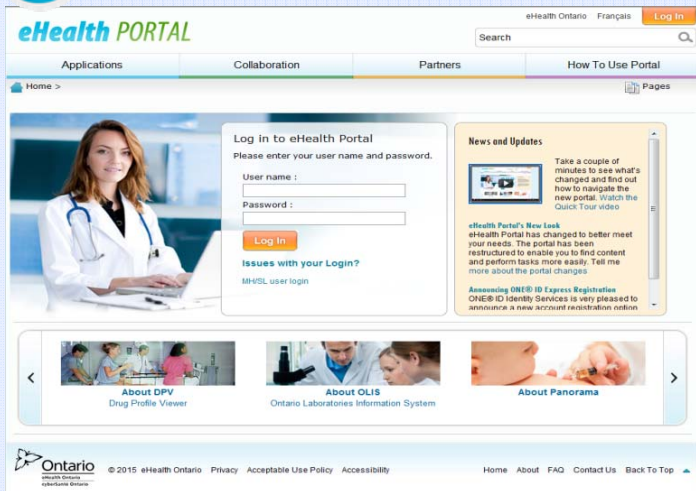 eHealth PORTAL
eHealth Ontario Français Log In
Search
Applications Collaboration Partners How To Use Portal
Home > Pages
Log in to eHealth Portal
Please enter your user name and password.
User name :
Password :
Log In
Issues with your Login?
MH/SL user login
News and Updates
Take a couple of
minutes to see what's
changed and find out
how to navigate the
new portal. Watch the
Quick Tour video
eHealth Portal's New Look
eHealth Portal has changed to better meet
your needs. The portal has been
restructured to enable you to find content
and perform tasks more easily. Tell me
more about the portal changes
Announcing ONE® ID Express Registration
ONE® ID Identity Services is very pleased to
announce a new account registration option
About DPV
Drug Profile Viewer
About OLIS
Ontario Laboratories Information System
About Panorama
Ontario
eHealth Ontario
cyberSanté Ontario
© 2015 eHealth Ontario Privacy Acceptable Use Policy Accessibility
Home About FAQ Contact Us Back To Top